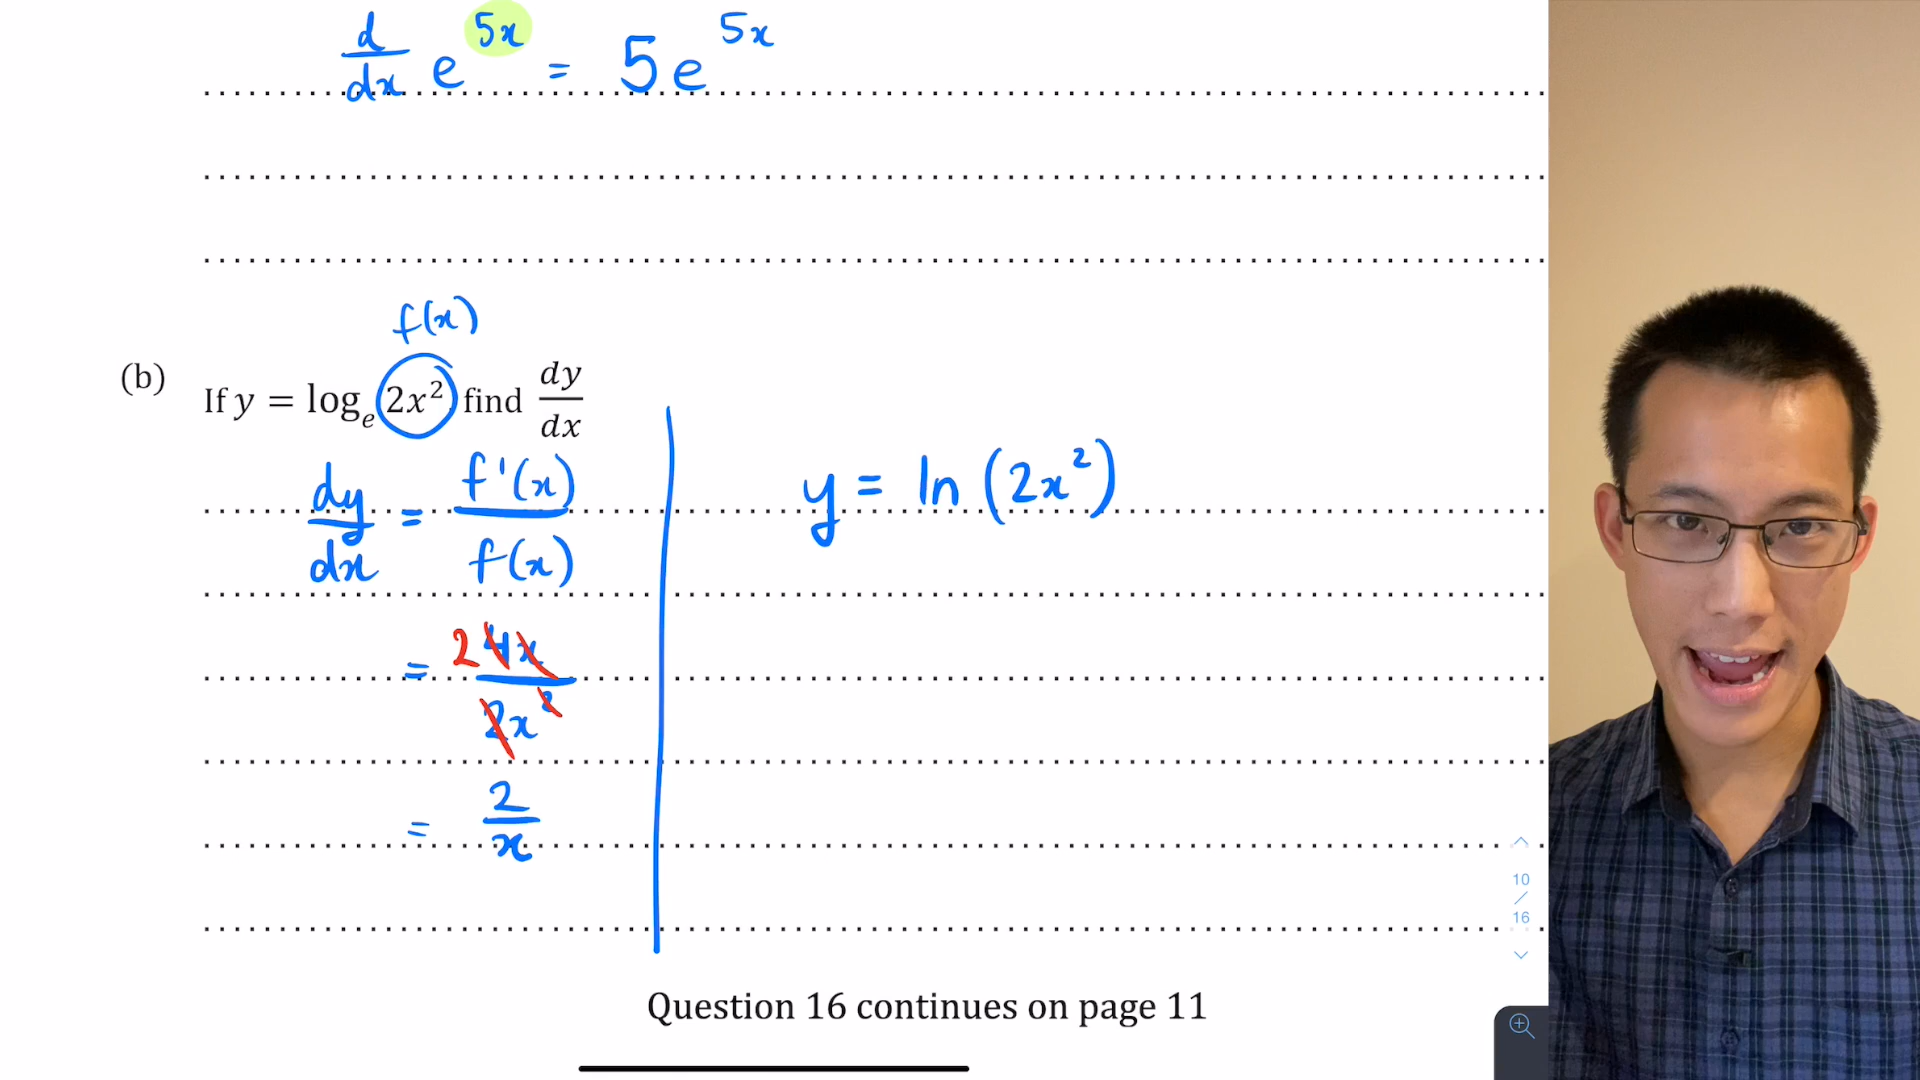 d/dx e^5x = 5e^5x
f(x)
(b) If y = log_e 2x² find dy/dx
dy/dx = f'(x)/f(x)
= 2 4x/2x²
= 2/x
y = ln (2x²)
10
/
16
Question 16 continues on page 11